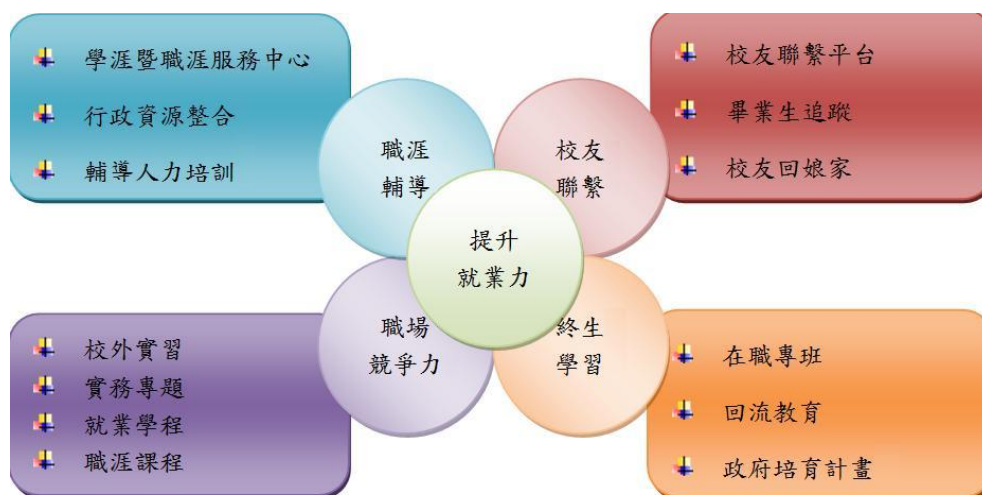 學涯暨職涯服務中心
行政資源整合
輔導人力培訓
校友聯繫平台
畢業生追蹤
校友回娘家
職涯
輔導
校友
聯繫
提升
就業力
職場
競爭力
終生
學習
校外實習
實務專題
就業學程
職涯課程
在職專班
回流教育
政府培育計畫